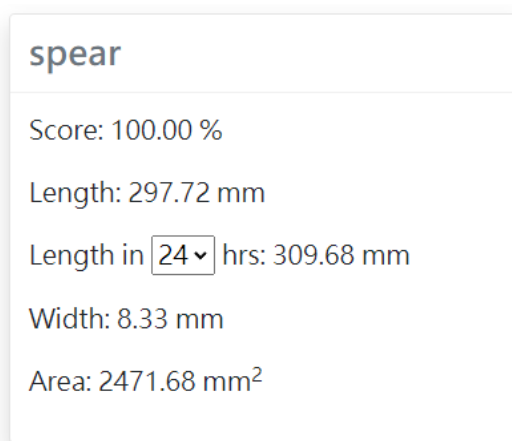 spear
Score: 100.00 %
Length: 297.72 mm
Length in 24 hrs: 309.68 mm
Width: 8.33 mm
Area: 2471.68 mm²